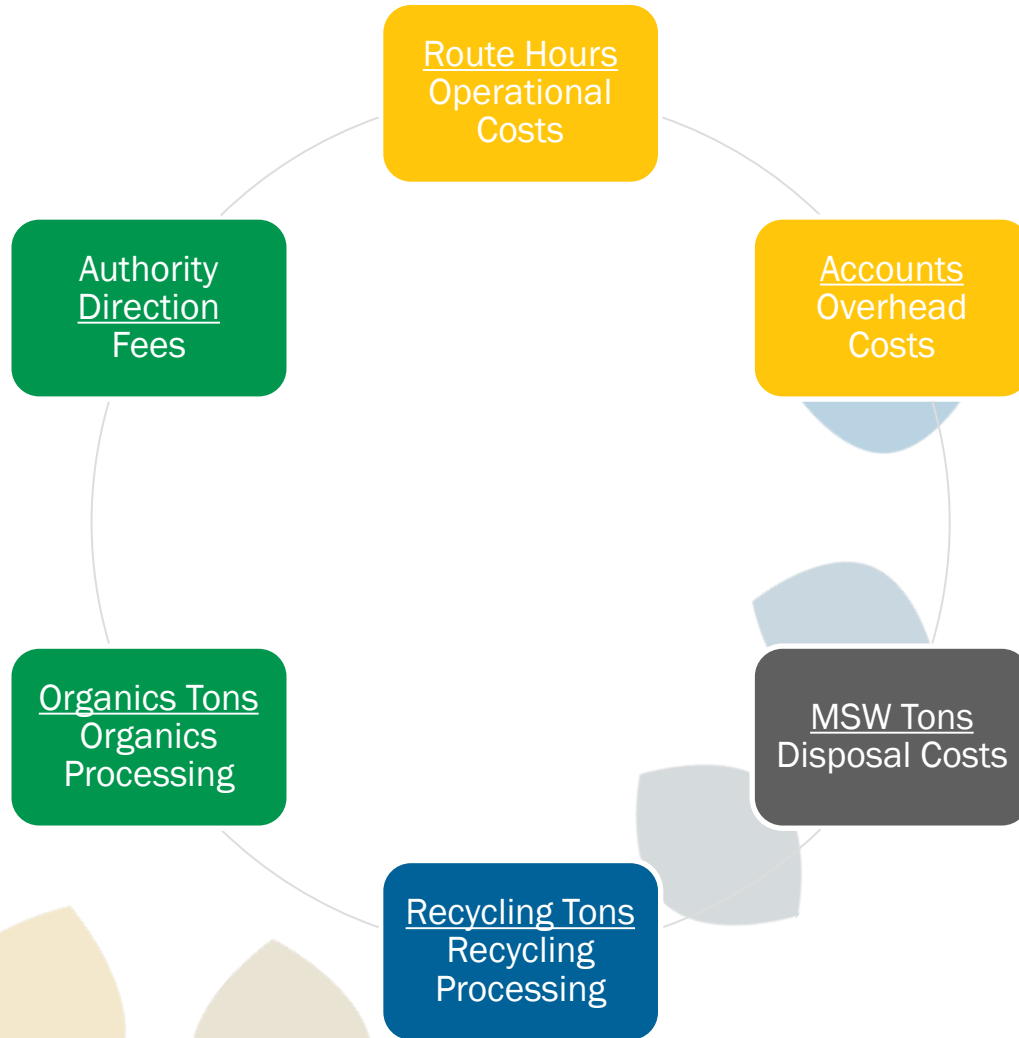 Route Hours
Operational
Costs
Accounts
Overhead
Costs
MSW Tons
Disposal Costs
Recycling Tons
Recycling
Processing
Organics Tons
Organics
Processing
Authority
Direction
Fees